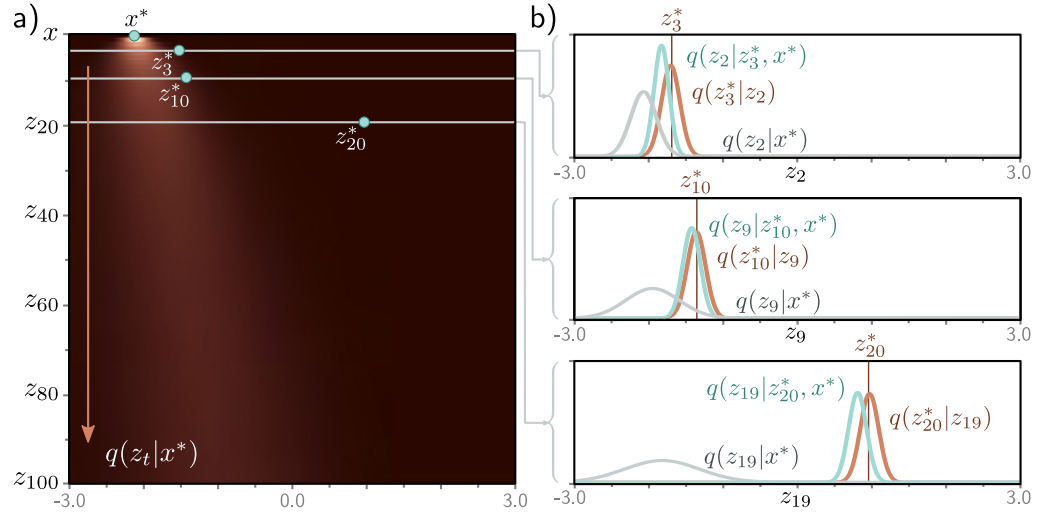 a)
x*
x
z*₃
z*₁₀
z₂₀
z*₂₀
z₄₀
z₆₀
z₈₀
q(zₜ|x*)
z₁₀₀
-3.0 0.0 3.0
b)
z*₃
q(z₂|z*₃, x*)
q(z*₃|z₂)
q(z₂|x*)
-3.0 z₂ 3.0
z*₁₀
q(z₉|z*₁₀, x*)
q(z*₁₀|z₉)
q(z₉|x*)
-3.0 z₉ 3.0
z*₂₀
q(z₁₉|z*₂₀, x*)
q(z*₂₀|z₁₉)
q(z₁₉|x*)
-3.0 z₁₉ 3.0